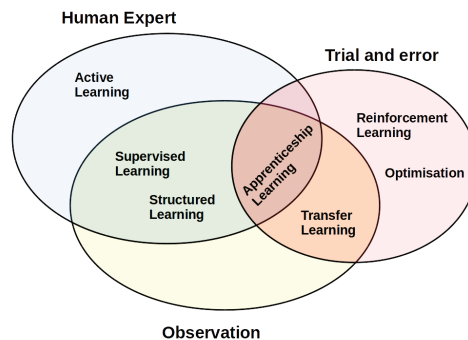 Human Expert
Trial and error
Active
Learning
Reinforcement
Learning
Supervised
Learning
Apprenticeship
Learning
Optimisation
Structured
Learning
Transfer
Learning
Observation